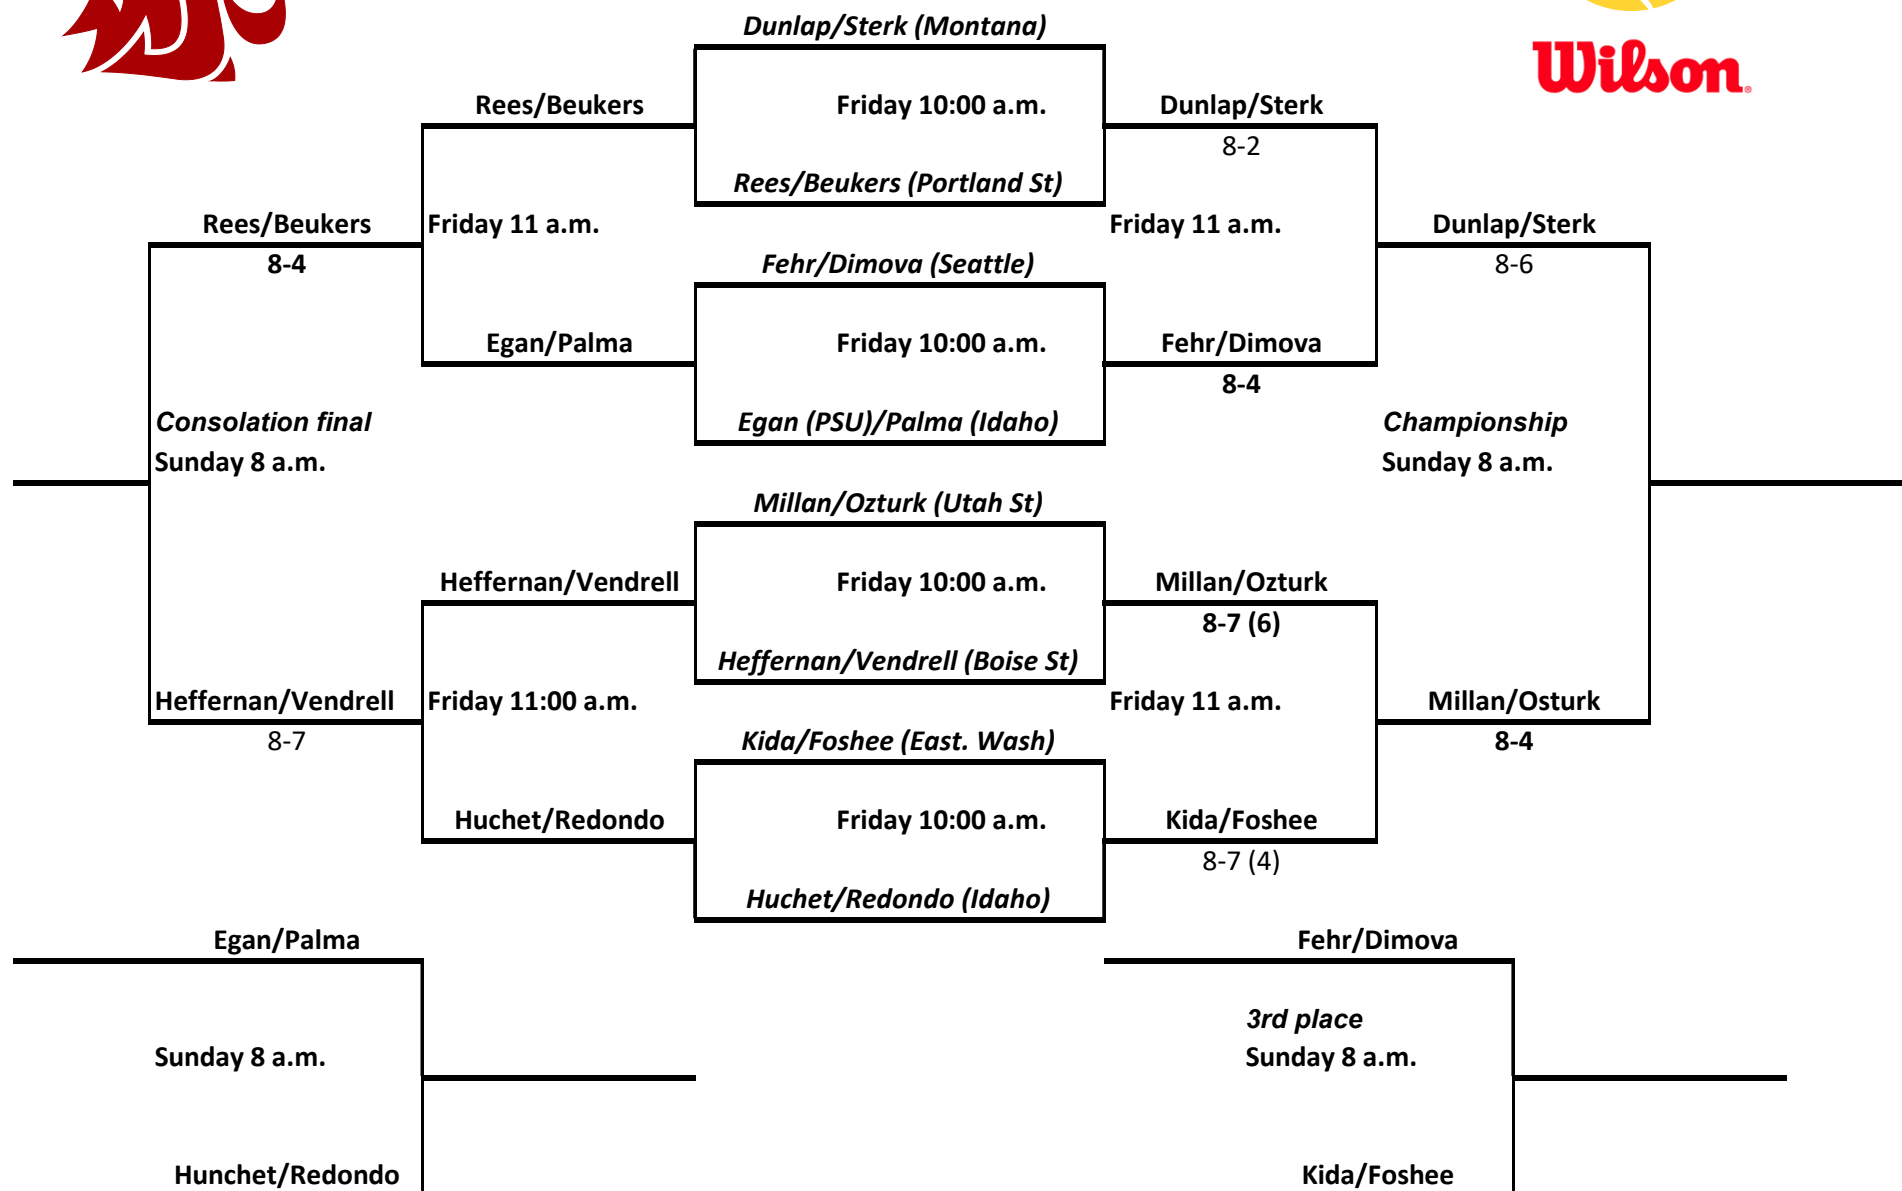 Dunlap/Sterk (Montana)
Wilson
Rees/Beukers
Friday 10:00 a.m.
Dunlap/Sterk
8-2
Rees/Beukers (Portland St)
Rees/Beukers
Friday 11 a.m.
Friday 11 a.m.
Dunlap/Sterk
8-4
Fehr/Dimova (Seattle)
8-6
Egan/Palma
Friday 10:00 a.m.
Fehr/Dimova
8-4
Consolation final
Egan (PSU)/Palma (Idaho)
Championship
Sunday 8 a.m.
Sunday 8 a.m.
Millan/Ozturk (Utah St)
Heffernan/Vendrell
Friday 10:00 a.m.
Millan/Ozturk
8-7 (6)
Heffernan/Vendrell (Boise St)
Heffernan/Vendrell
Friday 11:00 a.m.
Friday 11 a.m.
Millan/Osturk
8-7
Kida/Foshee (East. Wash)
8-4
Huchet/Redondo
Friday 10:00 a.m.
Kida/Foshee
8-7 (4)
Huchet/Redondo (Idaho)
Egan/Palma
Fehr/Dimova
3rd place
Sunday 8 a.m.
Sunday 8 a.m.
Hunchet/Redondo
Kida/Foshee